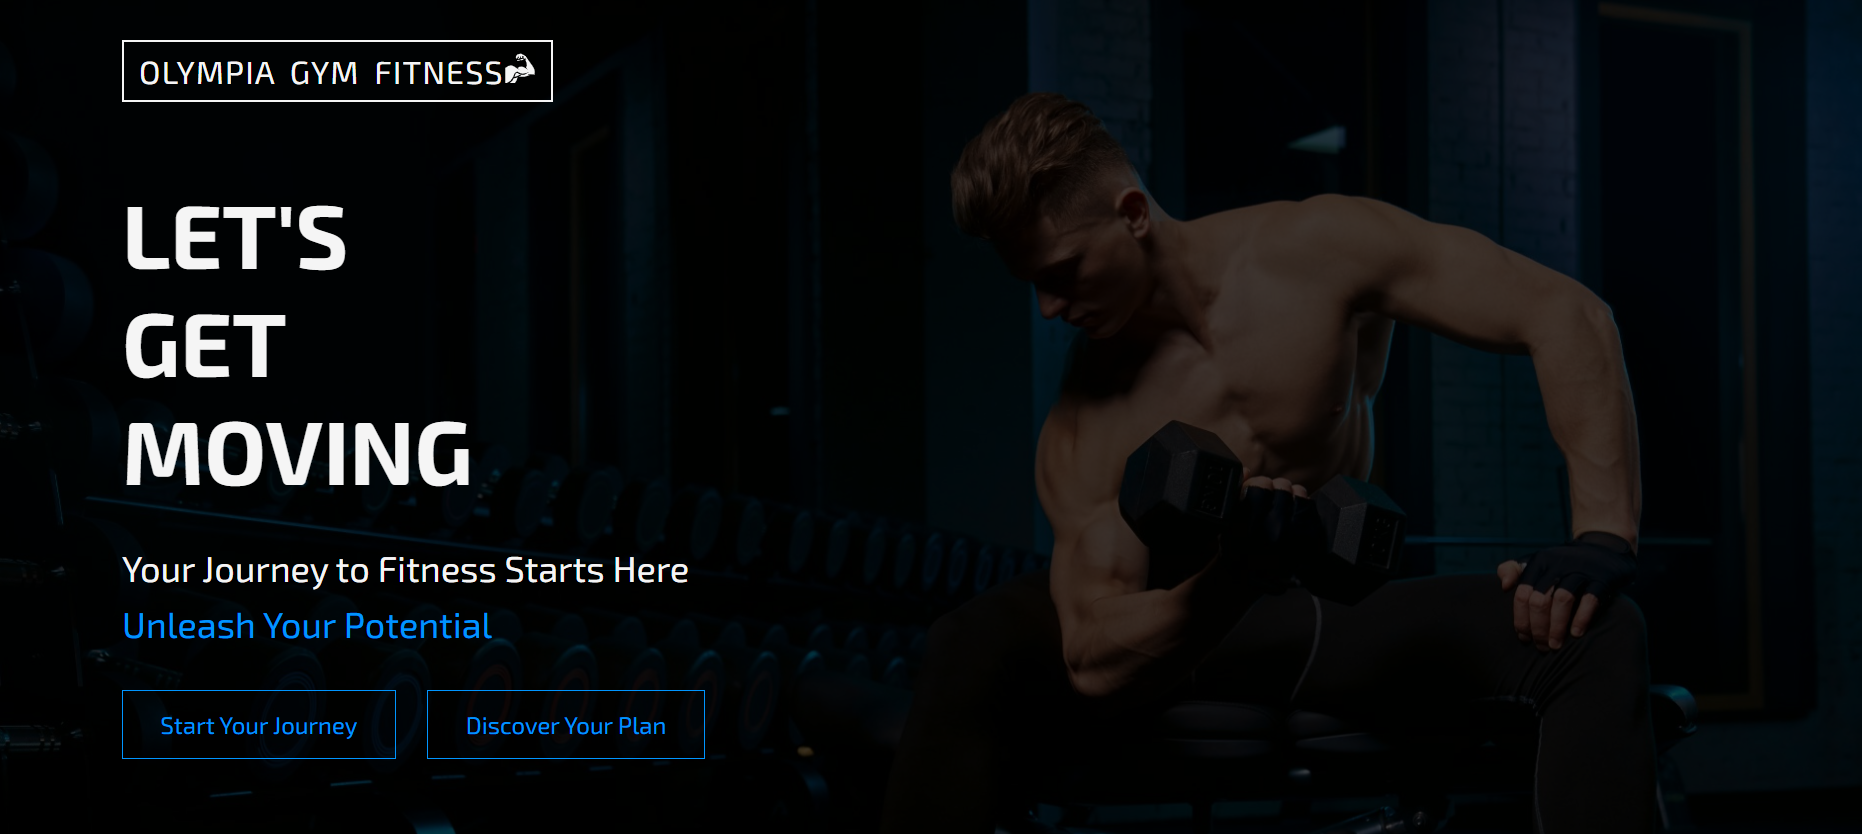 OLYMPIA GYM FITNESS
LET'S
GET
MOVING
Your Journey to Fitness Starts Here
Unleash Your Potential
Start Your Journey
Discover Your Plan